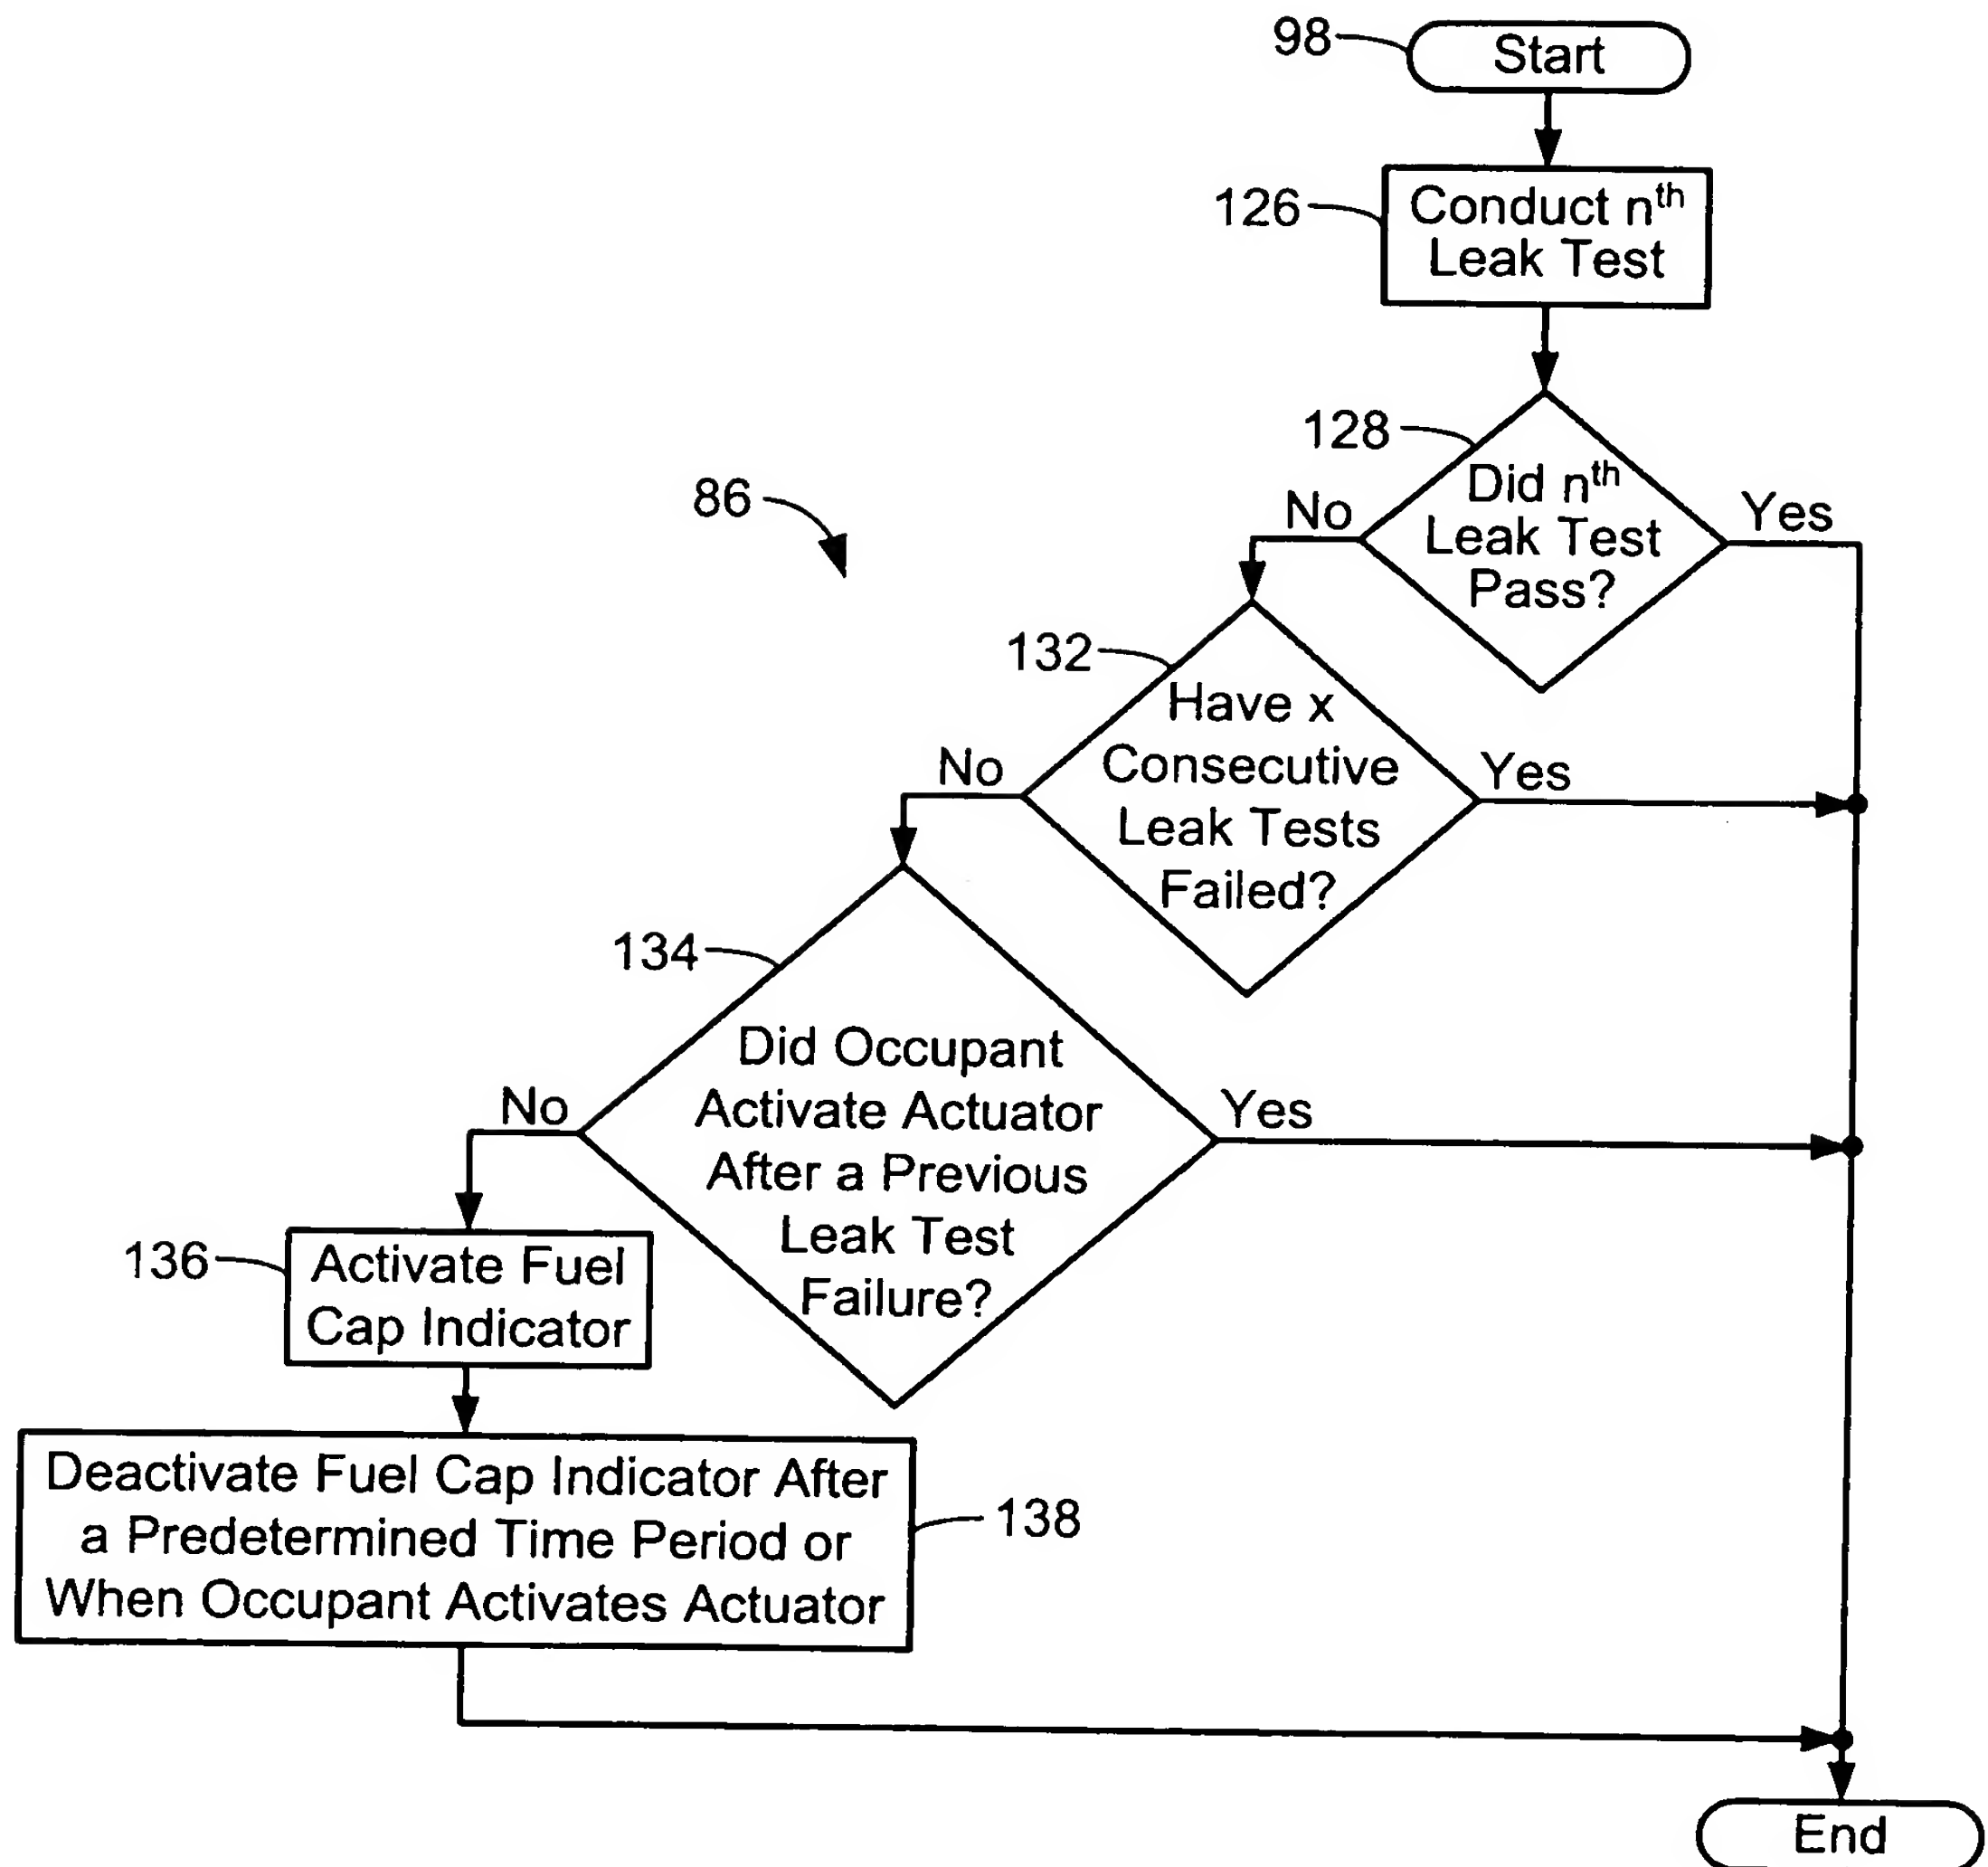 98
Start
126
Conduct nth
Leak Test
128
Did nth
Leak Test
Pass?
No
Yes
86
132
Have x
Consecutive
Leak Tests
Failed?
No
Yes
134
Did Occupant
Activate Actuator
After a Previous
Leak Test
Failure?
No
Yes
136
Activate Fuel
Cap Indicator
Deactivate Fuel Cap Indicator After
a Predetermined Time Period or
When Occupant Activates Actuator
138
End